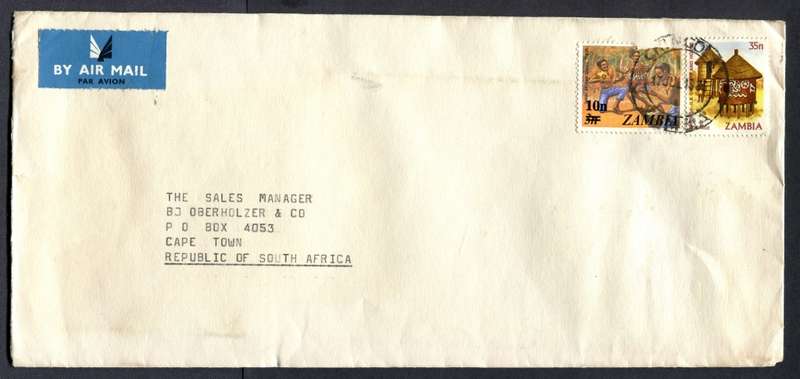 BY AIR MAIL
PAR AVION
10n
ZAMBIA
35n
ZAMBIA
THE SALES MANAGER
BJ OBERHOLZER & CO
P O BOX 4053
CAPE TOWN
REPUBLIC OF SOUTH AFRICA